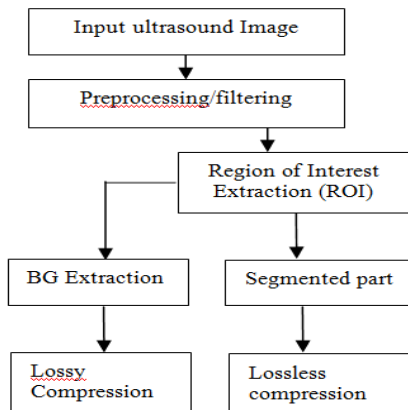 Input ultrasound Image
Preprocessing/filtering
Region of Interest
Extraction (ROI)
BG Extraction
Segmented part
Lossy
Compression
Lossless
compression